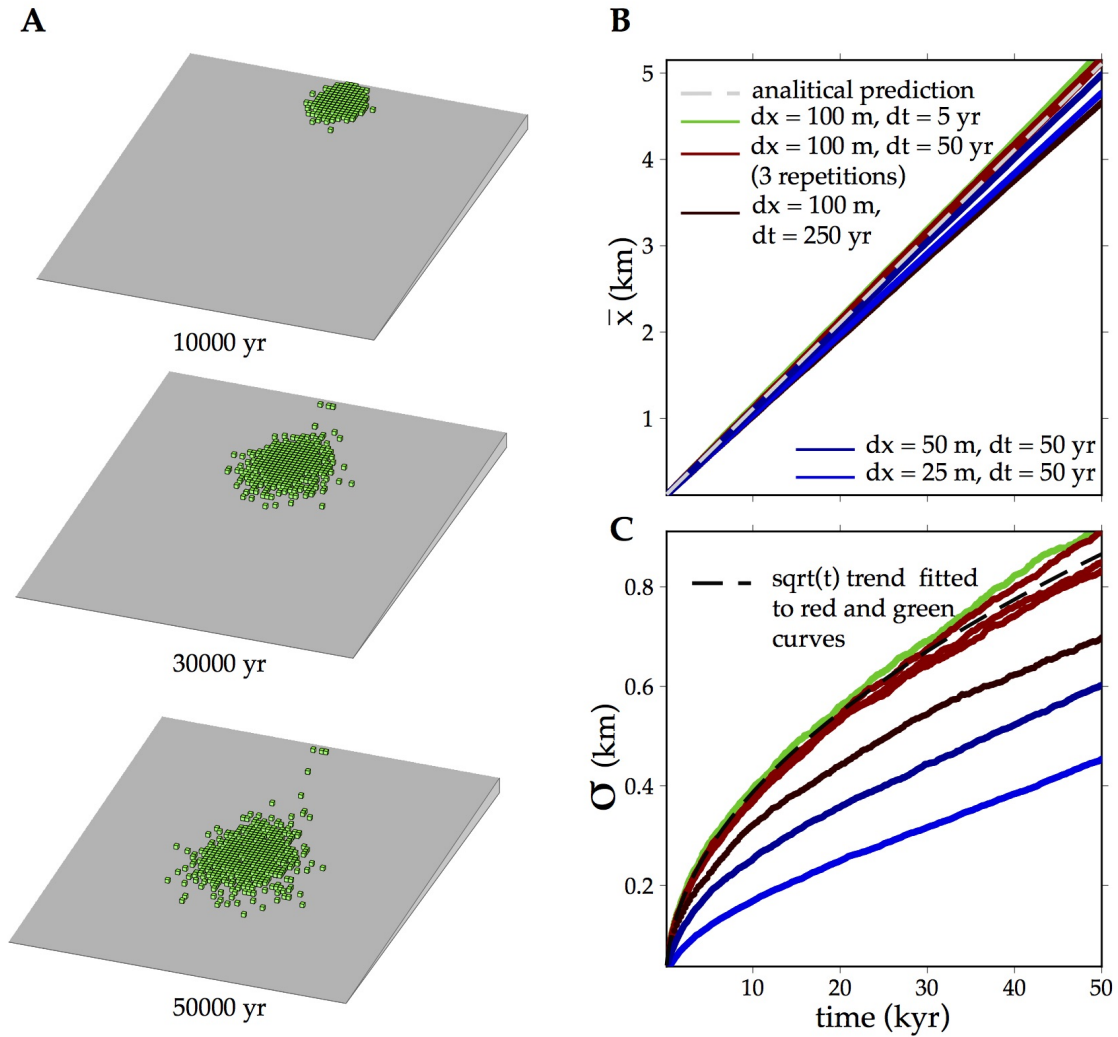 A
10000 yr
30000 yr
50000 yr
B
5
4
3
2
1
x̄ (km)
analitical prediction
dx = 100 m, dt = 5 yr
dx = 100 m, dt = 50 yr
(3 repetitions)
dx = 100 m,
dt = 250 yr
dx = 50 m, dt = 50 yr
dx = 25 m, dt = 50 yr
C
0.8
0.6
0.4
0.2
σ (km)
sqrt(t) trend fitted
to red and green
curves
10 20 30 40 50
time (kyr)